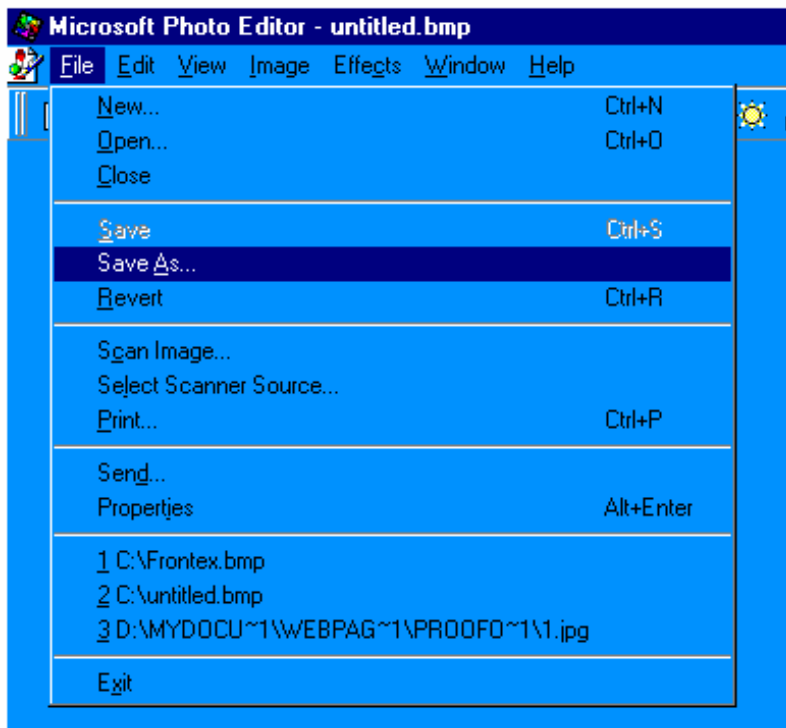 Microsoft Photo Editor - untitled.bmp
File Edit View Image Effects Window Help
New... Ctrl+N
Open... Ctrl+O
Close
Save Ctrl+S
Save As...
Revert Ctrl+R
Scan Image...
Select Scanner Source...
Print... Ctrl+P
Send...
Properties Alt+Enter
1 C:\Frontex.bmp
2 C:\untitled.bmp
3 D:\MYDOCU~1\WEBPAG~1\PROOFO~1\1.jpg
Exit